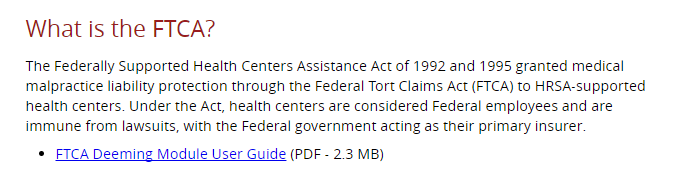 What is the FTCA?
The Federally Supported Health Centers Assistance Act of 1992 and 1995 granted medical
malpractice liability protection through the Federal Tort Claims Act (FTCA) to HRSA-supported
health centers. Under the Act, health centers are considered Federal employees and are
immune from lawsuits, with the Federal government acting as their primary insurer.
• FTCA Deeming Module User Guide (PDF - 2.3 MB)